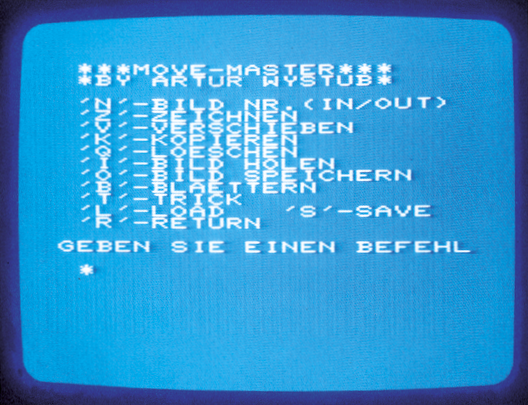 ***MOVE-MASTER***
*BY ARTUR WYSTUB*
'N'-BILD NR.(IN/OUT)
'Z'-ZEICHNEN
'V'-VERSCHIEBEN
'K'-KOPIEREN
-LOESCHEN
-BILD HOLEN
-BILD SPEICHERN
'B'-BLAETTERN
'T'-TRICK
'L'-LOAD 'S'-SAVE
'R'-RETURN
GEBEN SIE EINEN BEFEHL
*